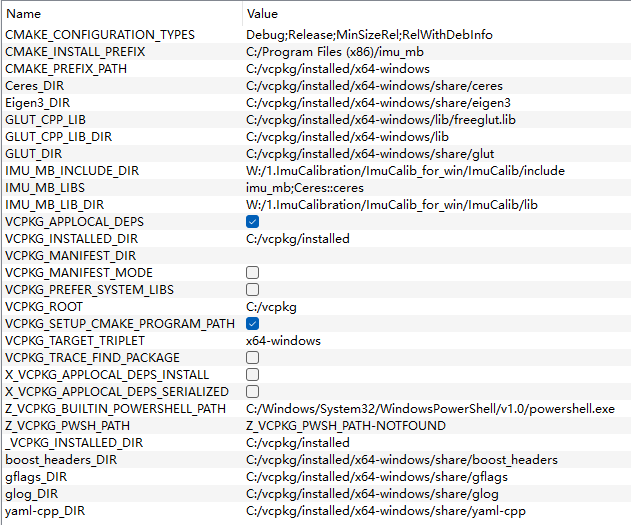 Name Value
CMAKE_CONFIGURATION_TYPES Debug;Release;MinSizeRel;RelWithDebInfo
CMAKE_INSTALL_PREFIX C:/Program Files (x86)/imu_mb
CMAKE_PREFIX_PATH C:/vcpkg/installed/x64-windows
Ceres_DIR C:/vcpkg/installed/x64-windows/share/ceres
Eigen3_DIR C:/vcpkg/installed/x64-windows/share/eigen3
GLUT_CPP_LIB C:/vcpkg/installed/x64-windows/lib/freeglut.lib
GLUT_CPP_LIB_DIR C:/vcpkg/installed/x64-windows/lib
GLUT_DIR C:/vcpkg/installed/x64-windows/share/glut
IMU_MB_INCLUDE_DIR W:/1.ImuCalibration/ImuCalib_for_win/ImuCalib/include
IMU_MB_LIBS imu_mb;Ceres::ceres
IMU_MB_LIB_DIR W:/1.ImuCalibration/ImuCalib_for_win/ImuCalib/lib
VCPKG_APPLOCAL_DEPS
VCPKG_INSTALLED_DIR C:/vcpkg/installed
VCPKG_MANIFEST_DIR
VCPKG_MANIFEST_MODE
VCPKG_PREFER_SYSTEM_LIBS
VCPKG_ROOT C:/vcpkg
VCPKG_SETUP_CMAKE_PROGRAM_PATH
VCPKG_TARGET_TRIPLET x64-windows
VCPKG_TRACE_FIND_PACKAGE
X_VCPKG_APPLOCAL_DEPS_INSTALL
X_VCPKG_APPLOCAL_DEPS_SERIALIZED
Z_VCPKG_BUILTIN_POWERSHELL_PATH C:/Windows/System32/WindowsPowerShell/v1.0/powershell.exe
Z_VCPKG_PWSH_PATH Z_VCPKG_PWSH_PATH-NOTFOUND
_VCPKG_INSTALLED_DIR C:/vcpkg/installed
boost_headers_DIR C:/vcpkg/installed/x64-windows/share/boost_headers
gflags_DIR C:/vcpkg/installed/x64-windows/share/gflags
glog_DIR C:/vcpkg/installed/x64-windows/share/glog
yaml-cpp_DIR C:/vcpkg/installed/x64-windows/share/yaml-cpp